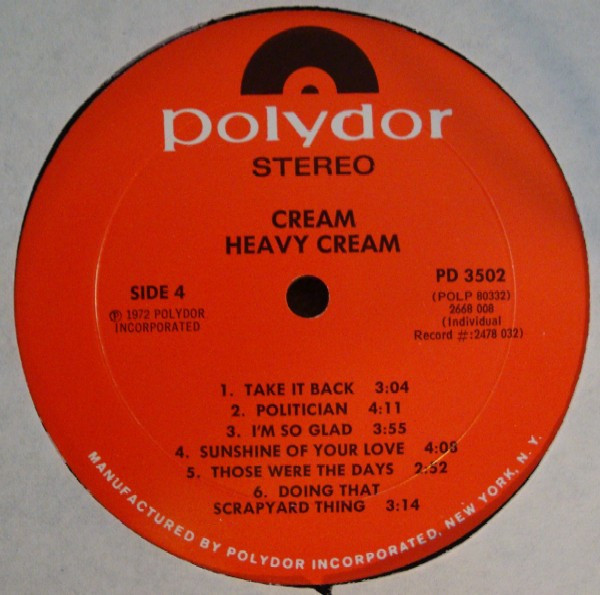 polydor
STEREO
CREAM
HEAVY CREAM
SIDE 4
℗ 1972 POLYDOR
INCORPORATED
PD 3502
(POLP 80332)
2668 008
(Individual
Record #:2478 032)
1. TAKE IT BACK 3:04
2. POLITICIAN 4:11
3. I'M SO GLAD 3:55
4. SUNSHINE OF YOUR LOVE 4:08
5. THOSE WERE THE DAYS 2:52
6. DOING THAT
SCRAPYARD THING 3:14
MANUFACTURED BY POLYDOR INCORPORATED, NEW YORK, N.Y.